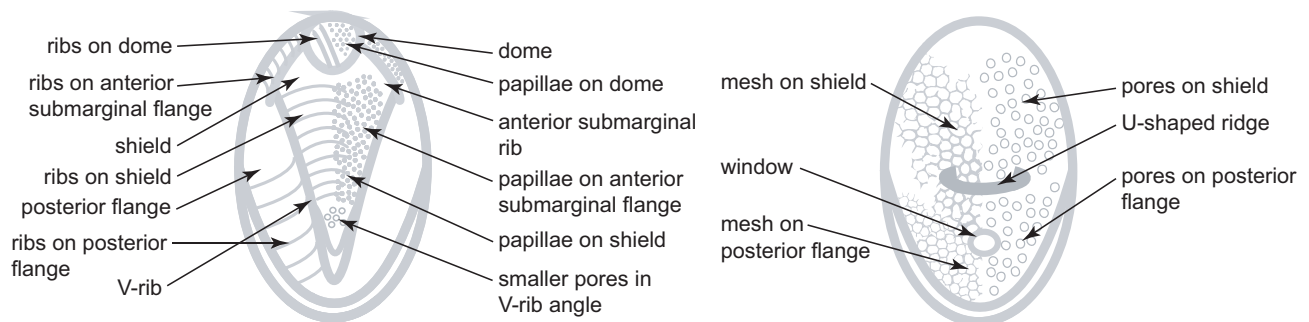 ribs on dome
ribs on anterior
submarginal flange
shield
ribs on shield
posterior flange
ribs on posterior
flange
V-rib
dome
papillae on dome
anterior submarginal
rib
papillae on anterior
submarginal flange
papillae on shield
smaller pores in
V-rib angle
mesh on shield
window
mesh on
posterior flange
pores on shield
U-shaped ridge
pores on posterior
flange